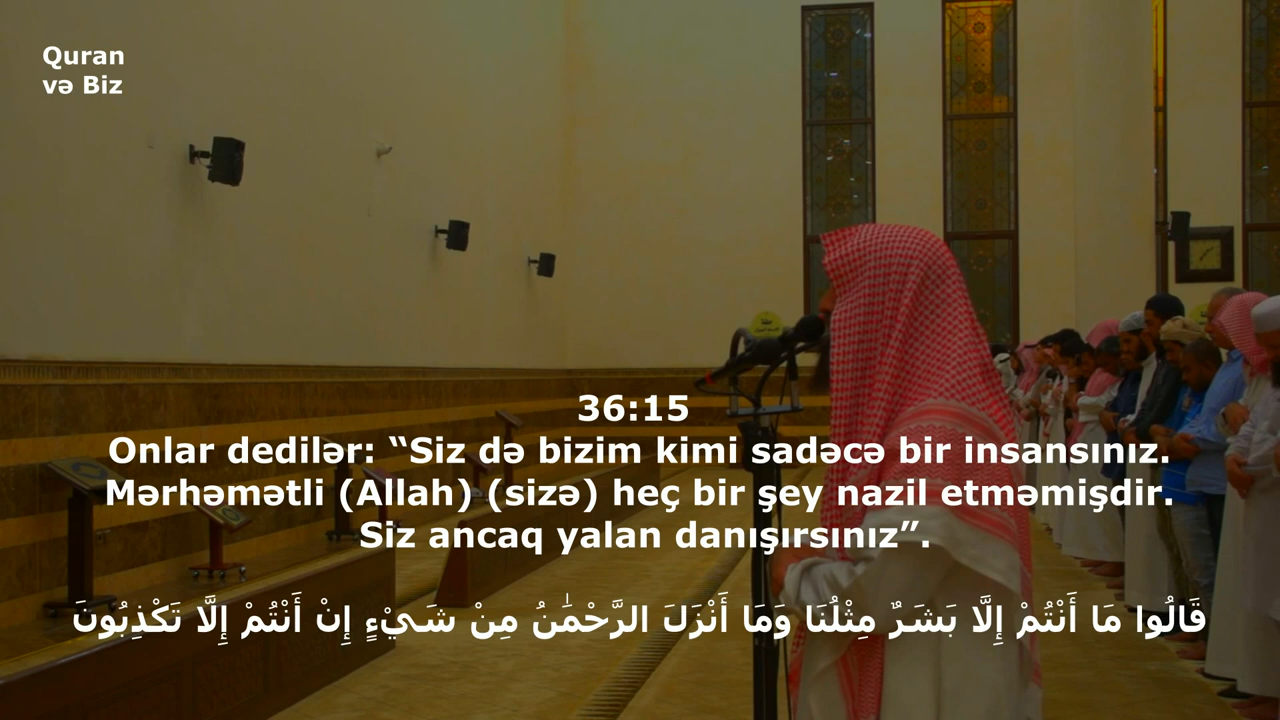 Quran
və Biz
36:15
Onlar dedilər: “Siz də bizim kimi sadəcə bir insansınız.
Mərhəmətli (Allah) (sizə) heç bir şey nazil etməmişdir.
Siz ancaq yalan danışırsınız”.
قَالُوا مَا أَنْتُمْ إِلَّا بَشَرٌ مِثْلُنَا وَمَا أَنْزَلَ الرَّحْمَٰنُ مِنْ شَيْءٍ إِنْ أَنْتُمْ إِلَّا تَكْذِبُونَ